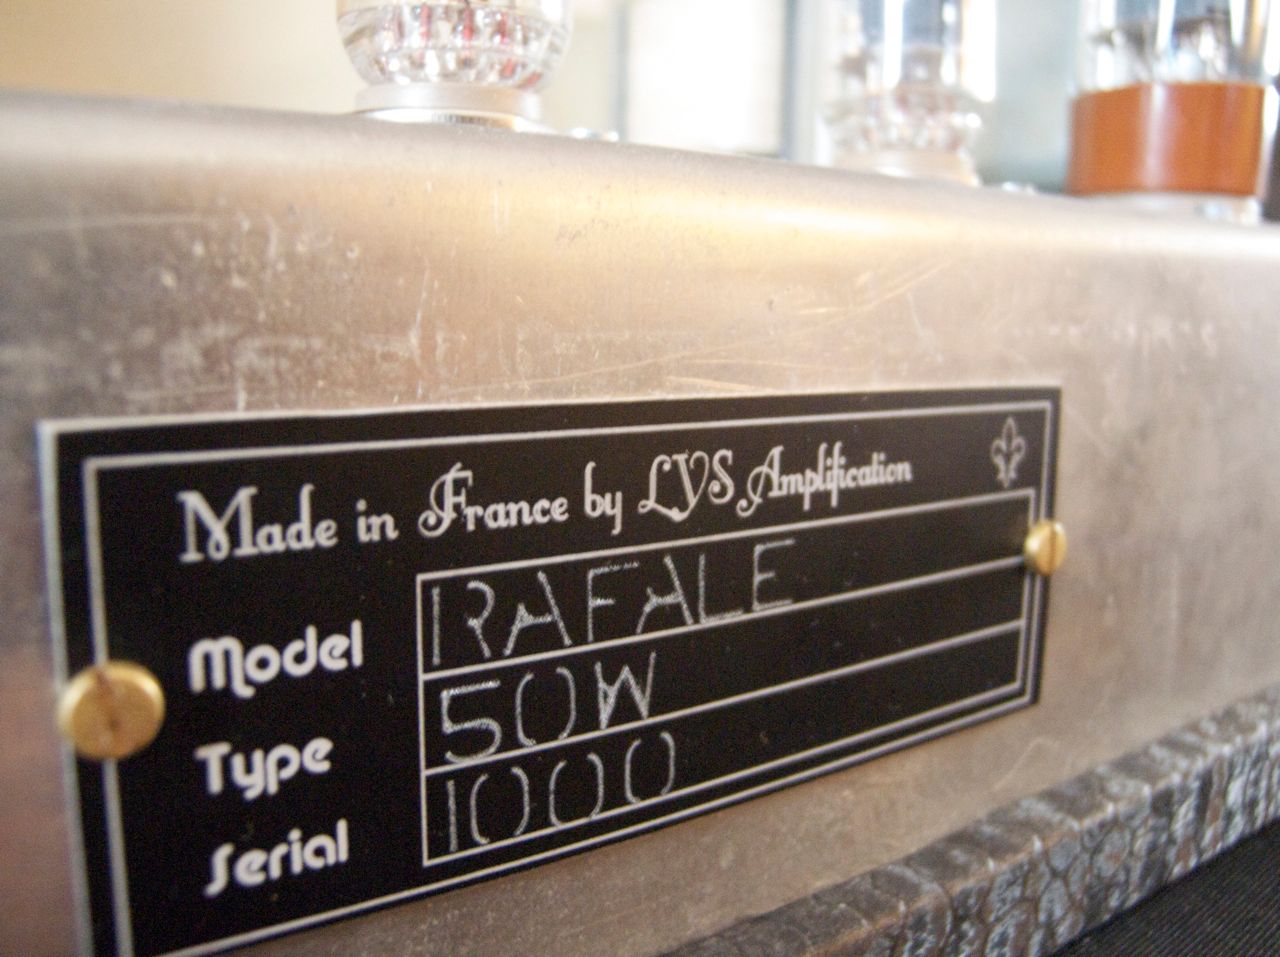 Made in France by LYS Amplification
Model RAFALE
Type 50W
Serial 1000